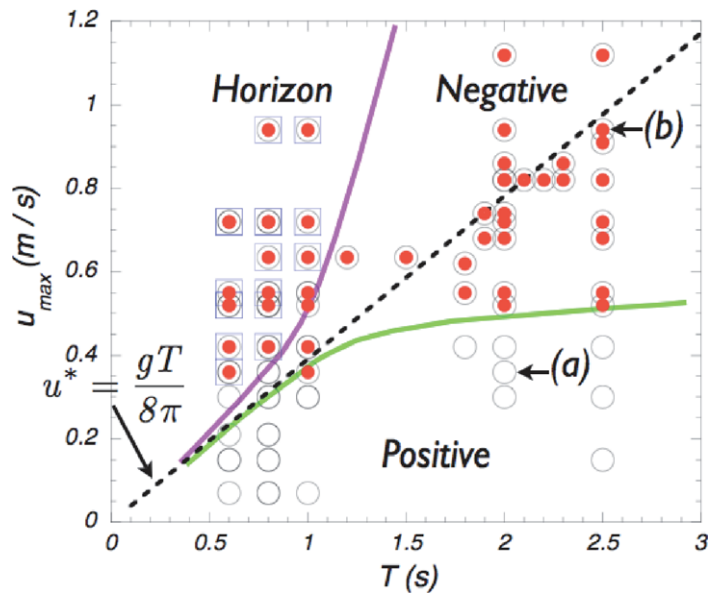 1.2
1
0.8
0.6
0.4
0.2
0
u_max (m / s)
Horizon
Negative
(b)
(a)
Positive
u* = gT / 8π
0 0.5 1 1.5 2 2.5 3
T (s)